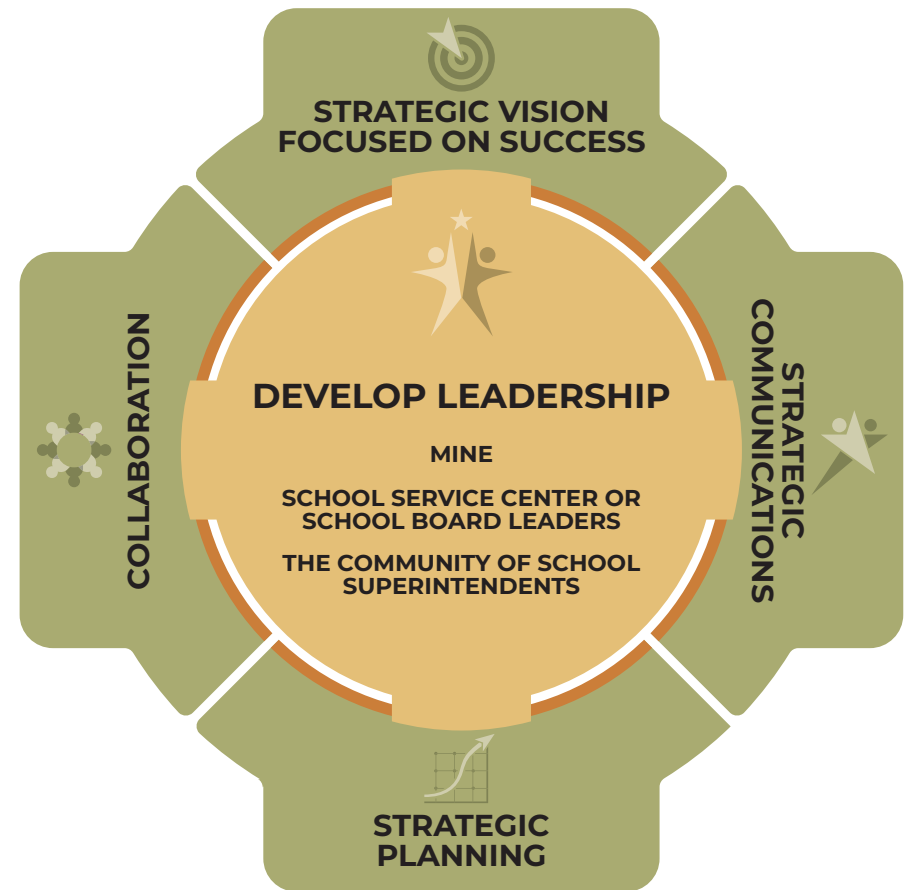 STRATEGIC VISION
FOCUSED ON SUCCESS
COLLABORATION
DEVELOP LEADERSHIP
MINE
SCHOOL SERVICE CENTER OR
SCHOOL BOARD LEADERS
THE COMMUNITY OF SCHOOL
SUPERINTENDENTS
STRATEGIC
COMMUNICATIONS
STRATEGIC
PLANNING